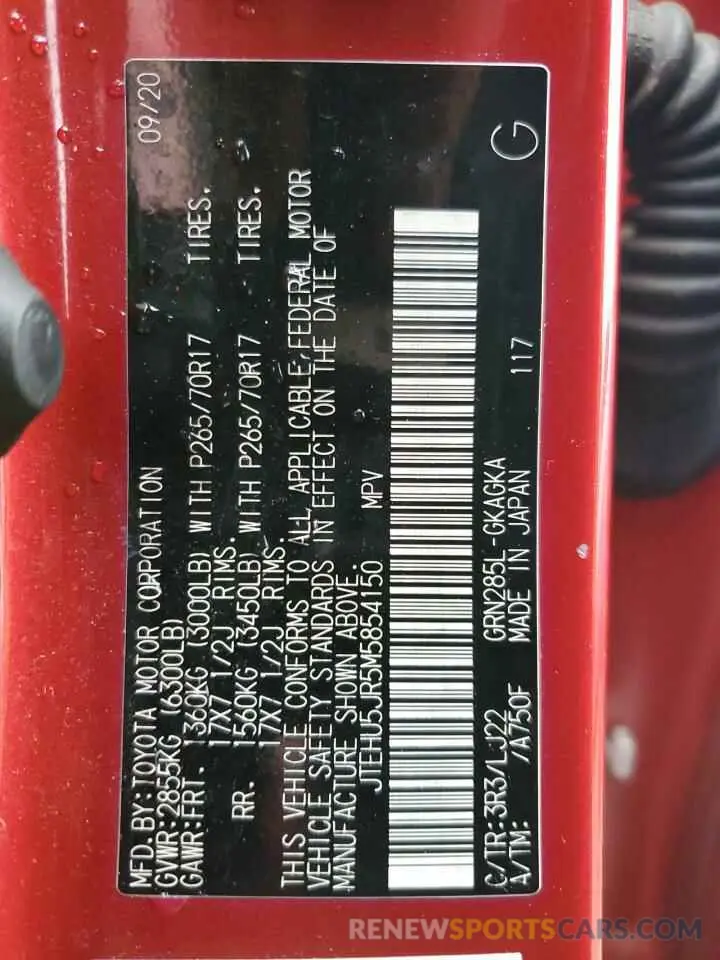 MFD.BY:TOYOTA MOTOR CORPORATION 09/20
GVWR:2855KG (6300LB)
GAWR:FRT. 1360KG (3000LB) WITH P265/70R17 TIRES.
17X7 1/2J RIMS.
RR. 1560KG (3450LB) WITH P265/70R17 TIRES.
17X7 1/2J RIMS.
THIS VEHICLE CONFORMS TO ALL APPLICABLE FEDERAL MOTOR
VEHICLE SAFETY STANDARDS IN EFFECT ON THE DATE OF
MANUFACTURE SHOWN ABOVE.
JTEHU5JR5M5854150 MPV
C/TR:3R3/LJ22 GRN285L-GKAGKA
A/TM: /A750F MADE IN JAPAN 117 G
RENEWSPORTSCARS.COM